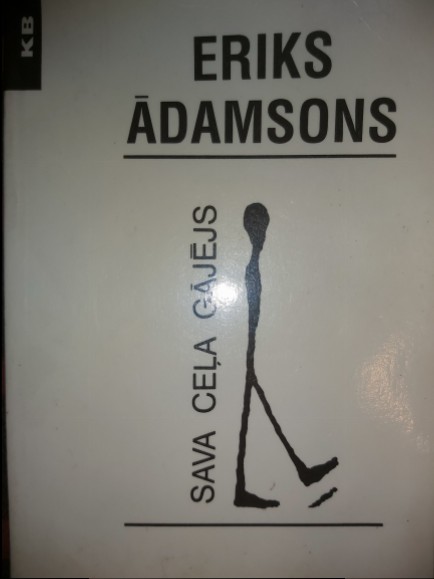 KB
ERIKS
ĀDAMSONS
SAVA CEĻA GĀJĒJS